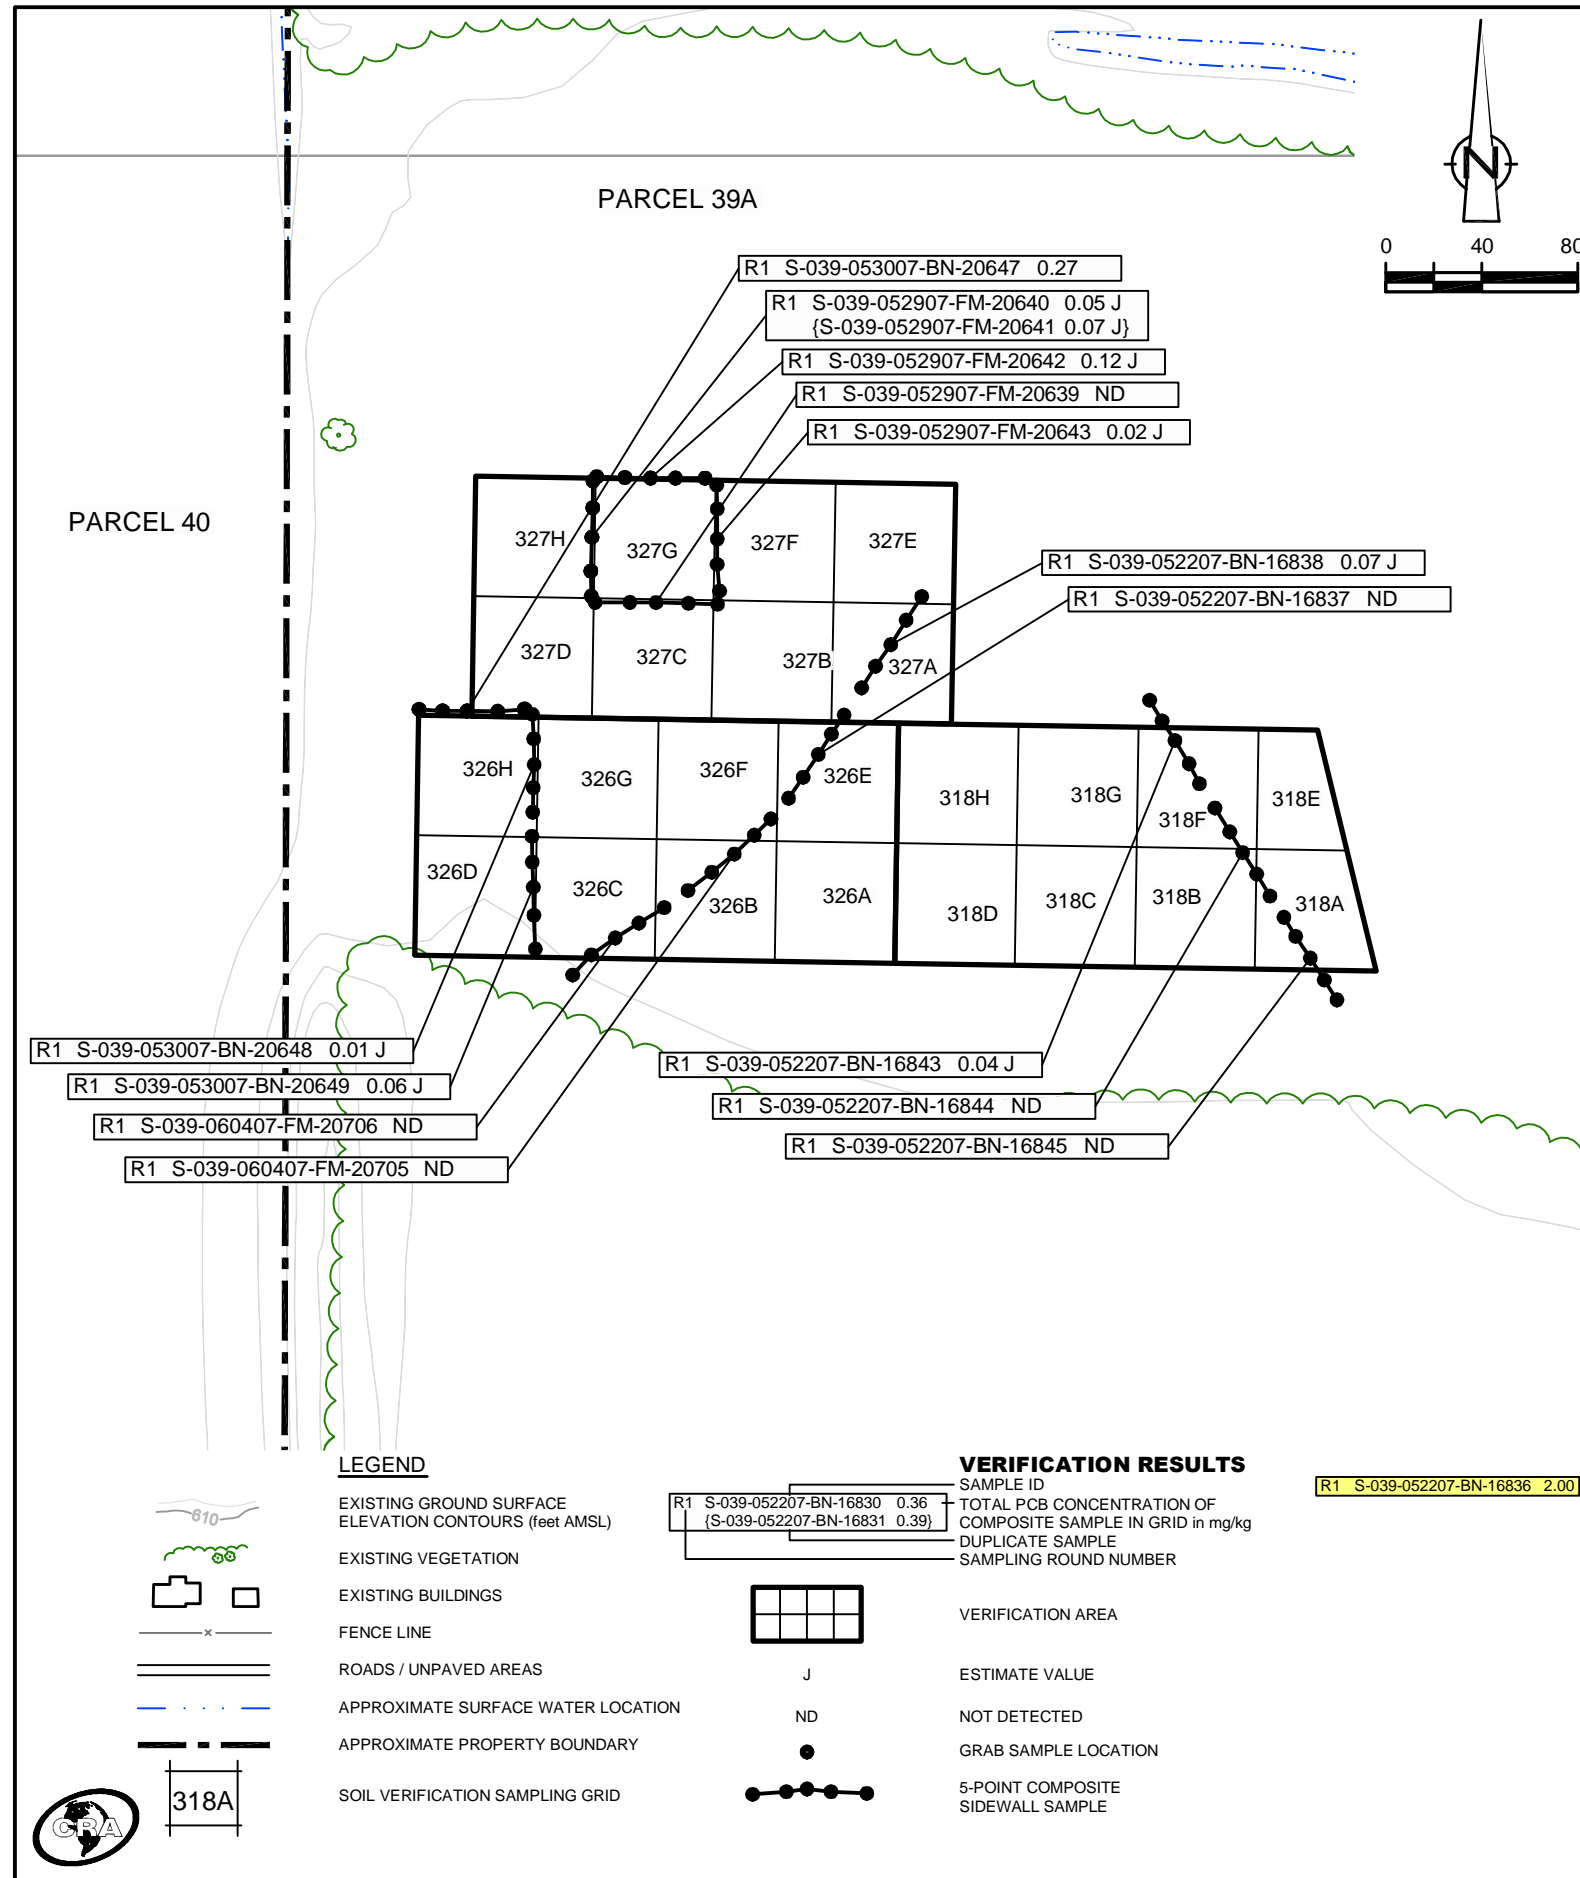 PARCEL 39A
N
0 40 80
R1 S-039-053007-BN-20647 0.27
R1 S-039-052907-FM-20640 0.05 J
{S-039-052907-FM-20641 0.07 J}
R1 S-039-052907-FM-20642 0.12 J
R1 S-039-052907-FM-20639 ND
R1 S-039-052907-FM-20643 0.02 J
PARCEL 40
327H
327G
327F
327E
R1 S-039-052207-BN-16838 0.07 J
R1 S-039-052207-BN-16837 ND
327D
327C
327B
327A
326H
326G
326F
326E
318H
318G
318F
318E
326D
326C
326B
326A
318D
318C
318B
318A
R1 S-039-053007-BN-20648 0.01 J
R1 S-039-053007-BN-20649 0.06 J
R1 S-039-060407-FM-20706 ND
R1 S-039-060407-FM-20705 ND
R1 S-039-052207-BN-16843 0.04 J
R1 S-039-052207-BN-16844 ND
R1 S-039-052207-BN-16845 ND
LEGEND
610
EXISTING GROUND SURFACE
ELEVATION CONTOURS (feet AMSL)
EXISTING VEGETATION
EXISTING BUILDINGS
FENCE LINE
ROADS / UNPAVED AREAS
APPROXIMATE SURFACE WATER LOCATION
APPROXIMATE PROPERTY BOUNDARY
318A
SOIL VERIFICATION SAMPLING GRID
CRA
VERIFICATION RESULTS
R1 S-039-052207-BN-16830 0.36
{S-039-052207-BN-16831 0.39}
SAMPLE ID
TOTAL PCB CONCENTRATION OF
COMPOSITE SAMPLE IN GRID in mg/kg
DUPLICATE SAMPLE
SAMPLING ROUND NUMBER
R1 S-039-052207-BN-16836 2.00
VERIFICATION AREA
J
ESTIMATE VALUE
ND
NOT DETECTED
GRAB SAMPLE LOCATION
5-POINT COMPOSITE
SIDEWALL SAMPLE